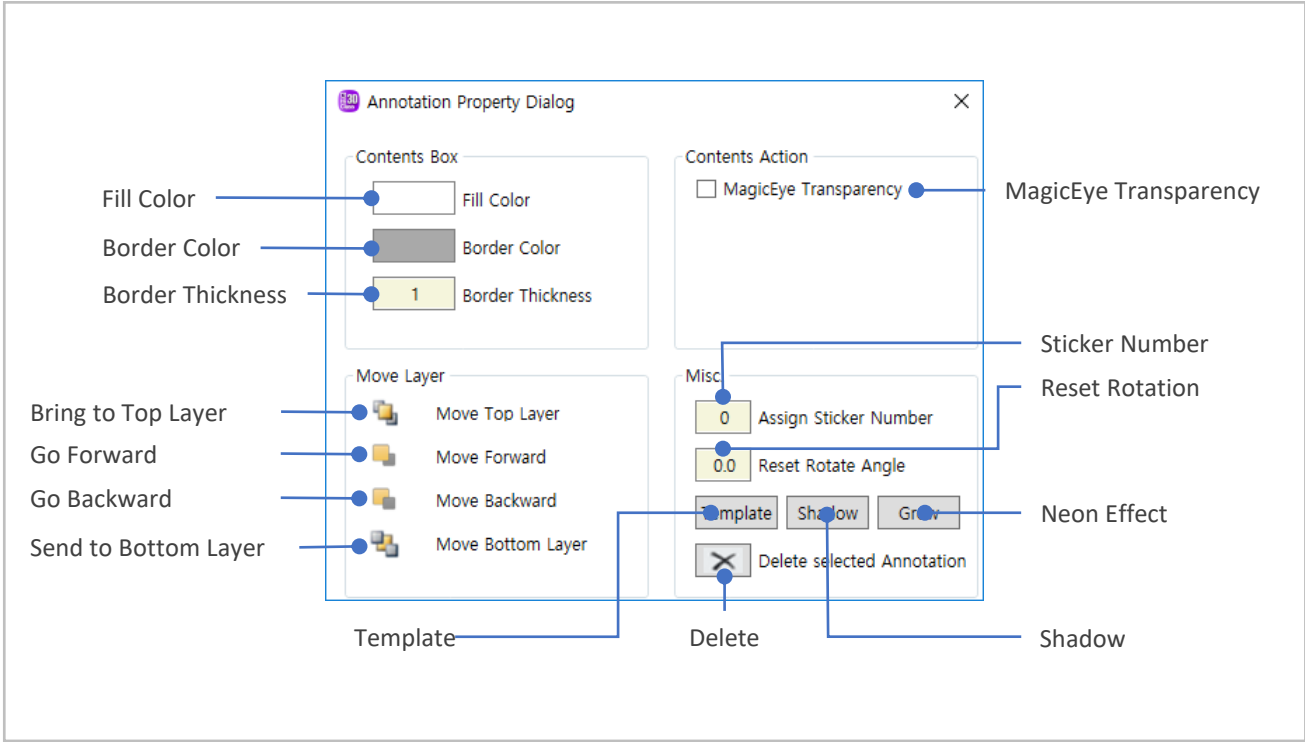 Annotation Property Dialog
Contents Box
Contents Action
Fill Color
Fill Color
MagicEye Transparency
MagicEye Transparency
Border Color
Border Color
Border Thickness
1
Border Thickness
Sticker Number
Move Layer
Misc.
Reset Rotation
Bring to Top Layer
Move Top Layer
0
Assign Sticker Number
Go Forward
Move Forward
0.0
Reset Rotate Angle
Go Backward
Move Backward
Template
Shadow
Neon Effect
Send to Bottom Layer
Move Bottom Layer
Delete selected Annotation
Template
Delete
Shadow